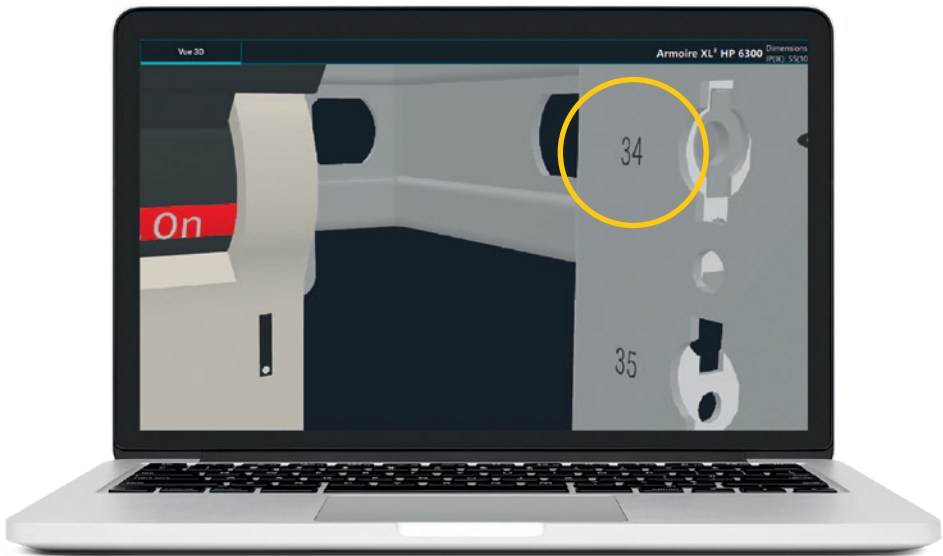 Vue 3D
Armoire XL³ HP 6300
Dimensions
IP(IK): 55(10
34
On
35